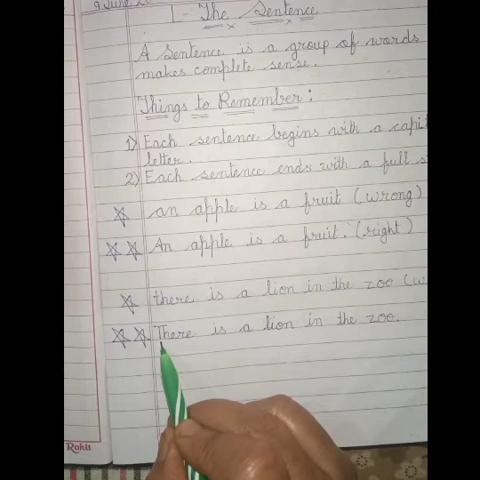 9 June
1 - The Sentence
A sentence is a group of words
makes complete sense.
Things to Remember :
1) Each sentence begins with a
letter.
2) Each sentence ends with a full
an apple is a fruit (wrong)
An apple is a fruit. (right)
there is a lion in the zoo
There is a lion in the zoo.
Rohit